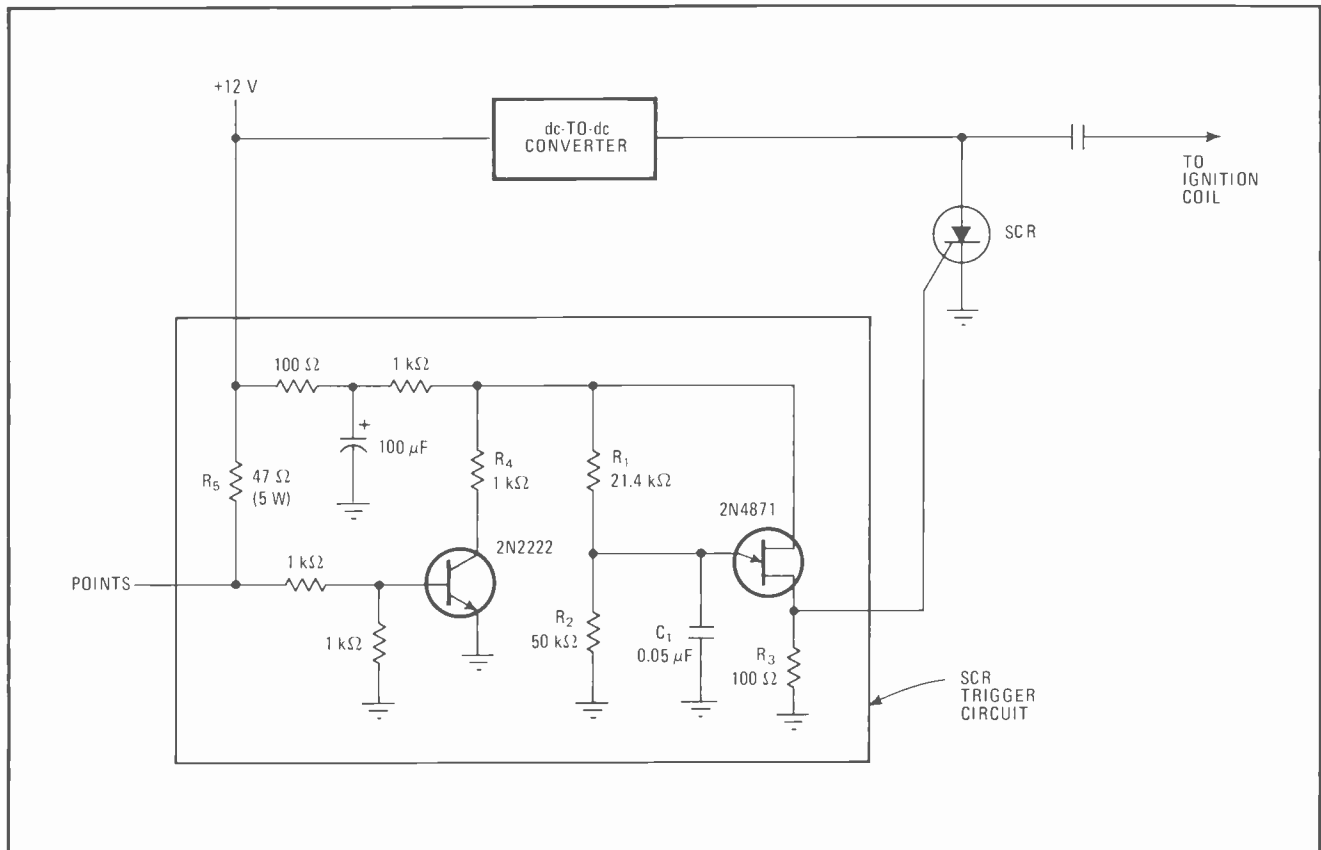 +12 V
dc-TO-dc
CONVERTER
TO
IGNITION
COIL
SCR
100 Ω
1 kΩ
+
100 μF
R₅
47 Ω
(5 W)
R₄
1 kΩ
R₁
21.4 kΩ
2N4871
2N2222
POINTS
1 kΩ
1 kΩ
R₂
50 kΩ
C₁
0.05 μF
R₃
100 Ω
SCR
TRIGGER
CIRCUIT